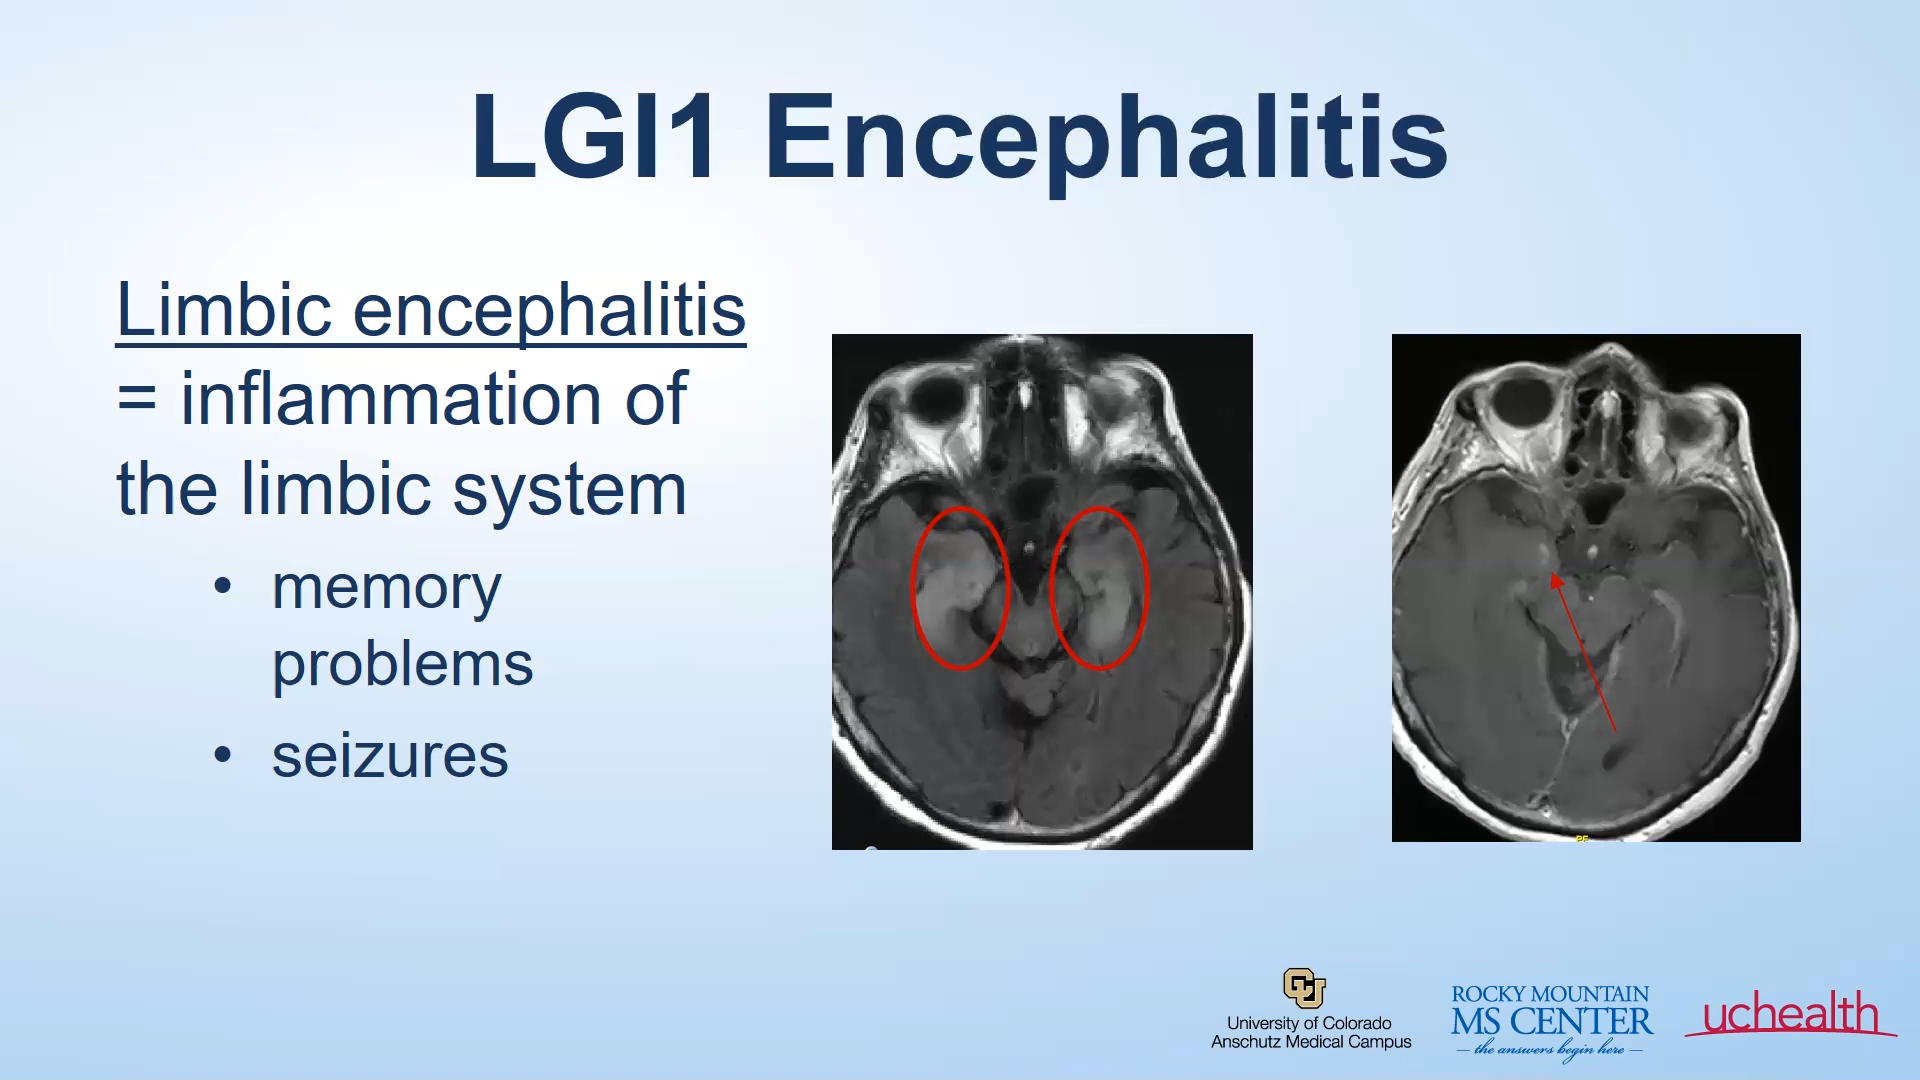 LGI1 Encephalitis
Limbic encephalitis
= inflammation of
the limbic system
• memory
problems
• seizures
PF
University of Colorado
Anschutz Medical Campus
ROCKY MOUNTAIN
MS CENTER
— the answers begin here —
uchealth